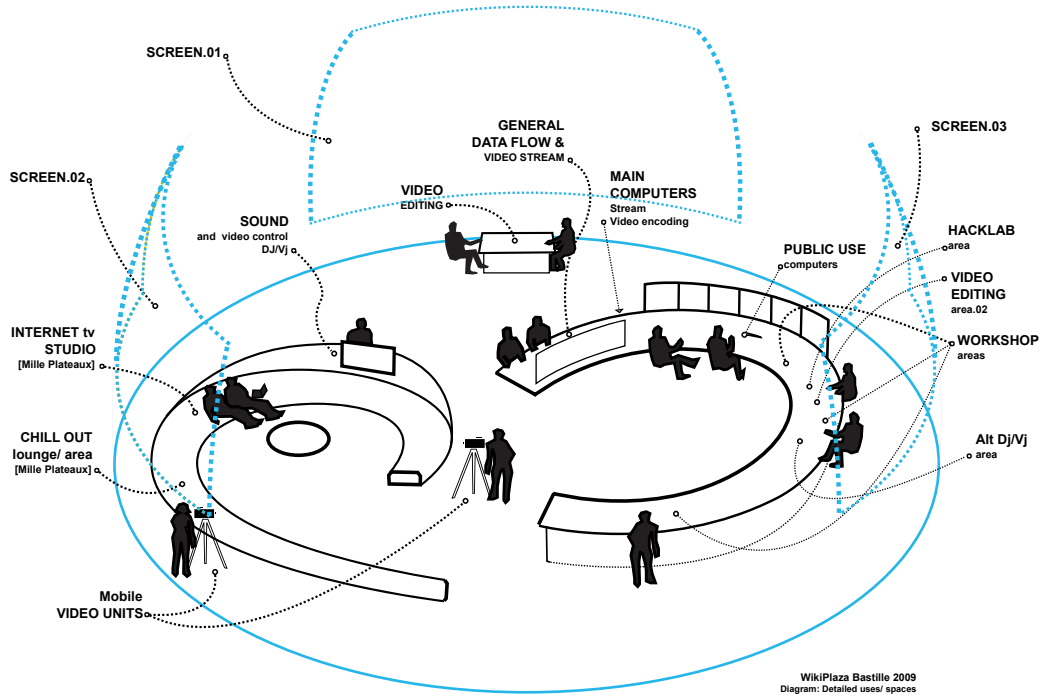 SCREEN.01
GENERAL
DATA FLOW &
VIDEO STREAM
SCREEN.03
SCREEN.02
VIDEO
EDITING
MAIN
COMPUTERS
Stream
Video encoding
SOUND
and video control
DJ/Vj
PUBLIC USE
computers
HACKLAB
area
VIDEO
EDITING
area.02
INTERNET tv
STUDIO
[Mille Plateaux]
WORKSHOP
areas
CHILL OUT
lounge/ area
[Mille Plateaux]
Alt Dj/Vj
area
Mobile
VIDEO UNITS
WikiPlaza Bastille 2009
Diagram: Detailed uses/ spaces